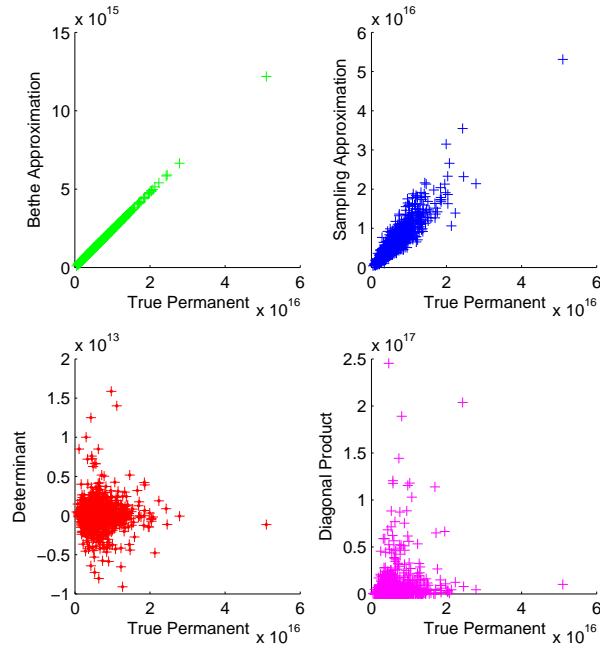 x 10^15
15
10
5
0
0 2 4 6
Bethe Approximation
True Permanent
x 10^16
x 10^16
6
5
4
3
2
1
0
0 2 4 6
Sampling Approximation
True Permanent
x 10^16
x 10^13
2
1.5
1
0.5
0
−0.5
−1
0 2 4 6
Determinant
True Permanent
x 10^16
x 10^17
2.5
2
1.5
1
0.5
0
0 2 4 6
Diagonal Product
True Permanent
x 10^16